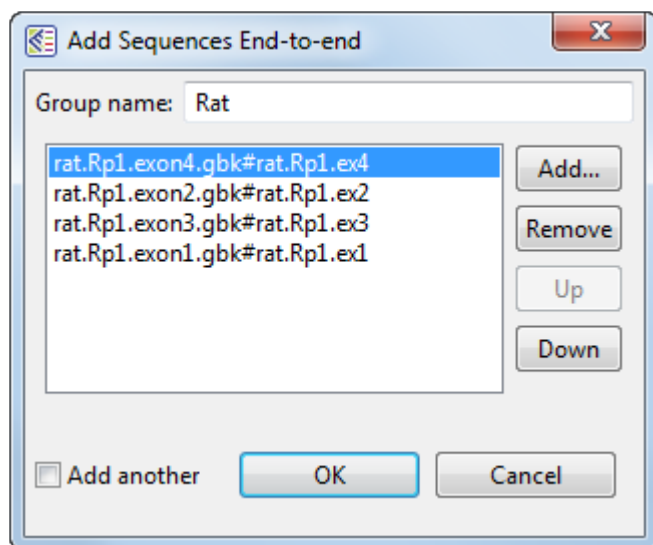 Add Sequences End-to-end
Group name: Rat
rat.Rp1.exon4.gbk#rat.Rp1.ex4
rat.Rp1.exon2.gbk#rat.Rp1.ex2
rat.Rp1.exon3.gbk#rat.Rp1.ex3
rat.Rp1.exon1.gbk#rat.Rp1.ex1
Add...
Remove
Up
Down
Add another
OK
Cancel